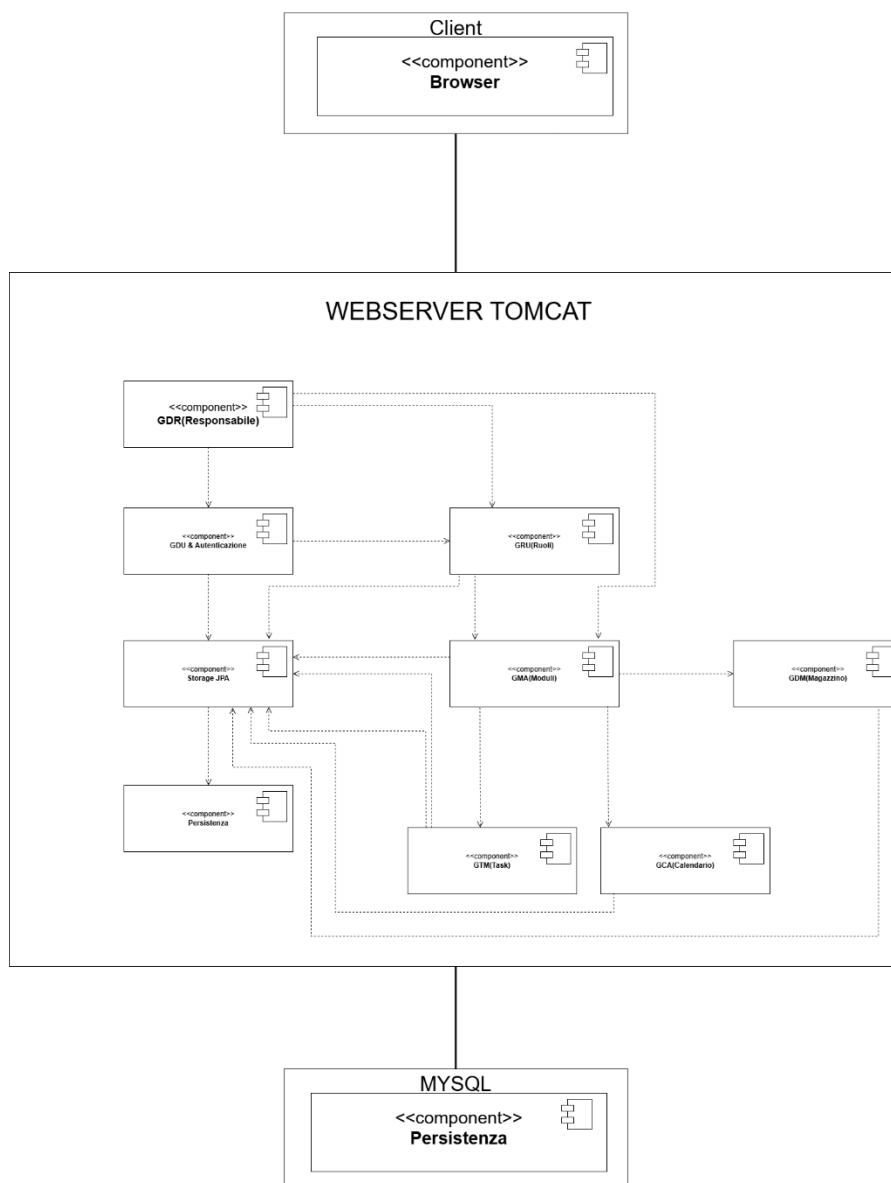 Client
<<component>>
Browser
WEBSERVER TOMCAT
<<component>>
GDR(Responsabile)
<<component>>
GDU & Autenticazione
<<component>>
GRU(Ruoli)
<<component>>
Storage JPA
<<component>>
GMA(Moduli)
<<component>>
GDM(Magazzino)
<<component>>
Persistenza
<<component>>
GTM(Task)
<<component>>
GCA(Calendario)
MYSQL
<<component>>
Persistenza